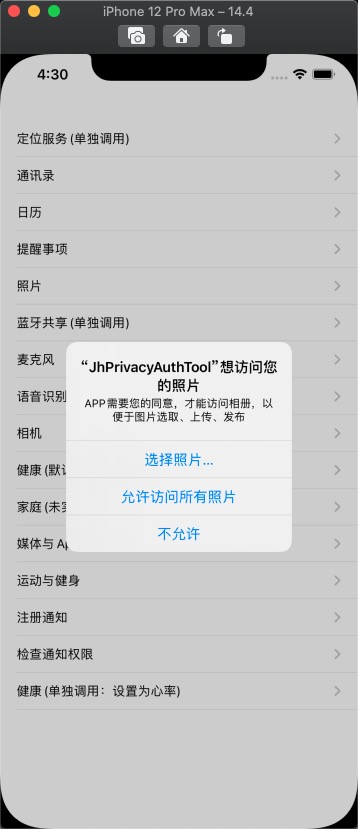 iPhone 12 Pro Max – 14.4
4:30
定位服务 (单独调用)
通讯录
日历
提醒事项
照片
蓝牙共享 (单独调用)
麦克风
“JhPrivacyAuthTool”想访问您
的照片
语音识别
APP需要您的同意，才能访问相册，以
便于图片选取、上传、发布
相机
选择照片...
健康 (默
允许访问所有照片
家庭 (未
不允许
媒体与 Ap
运动与健身
注册通知
检查通知权限
健康 (单独调用：设置为心率)